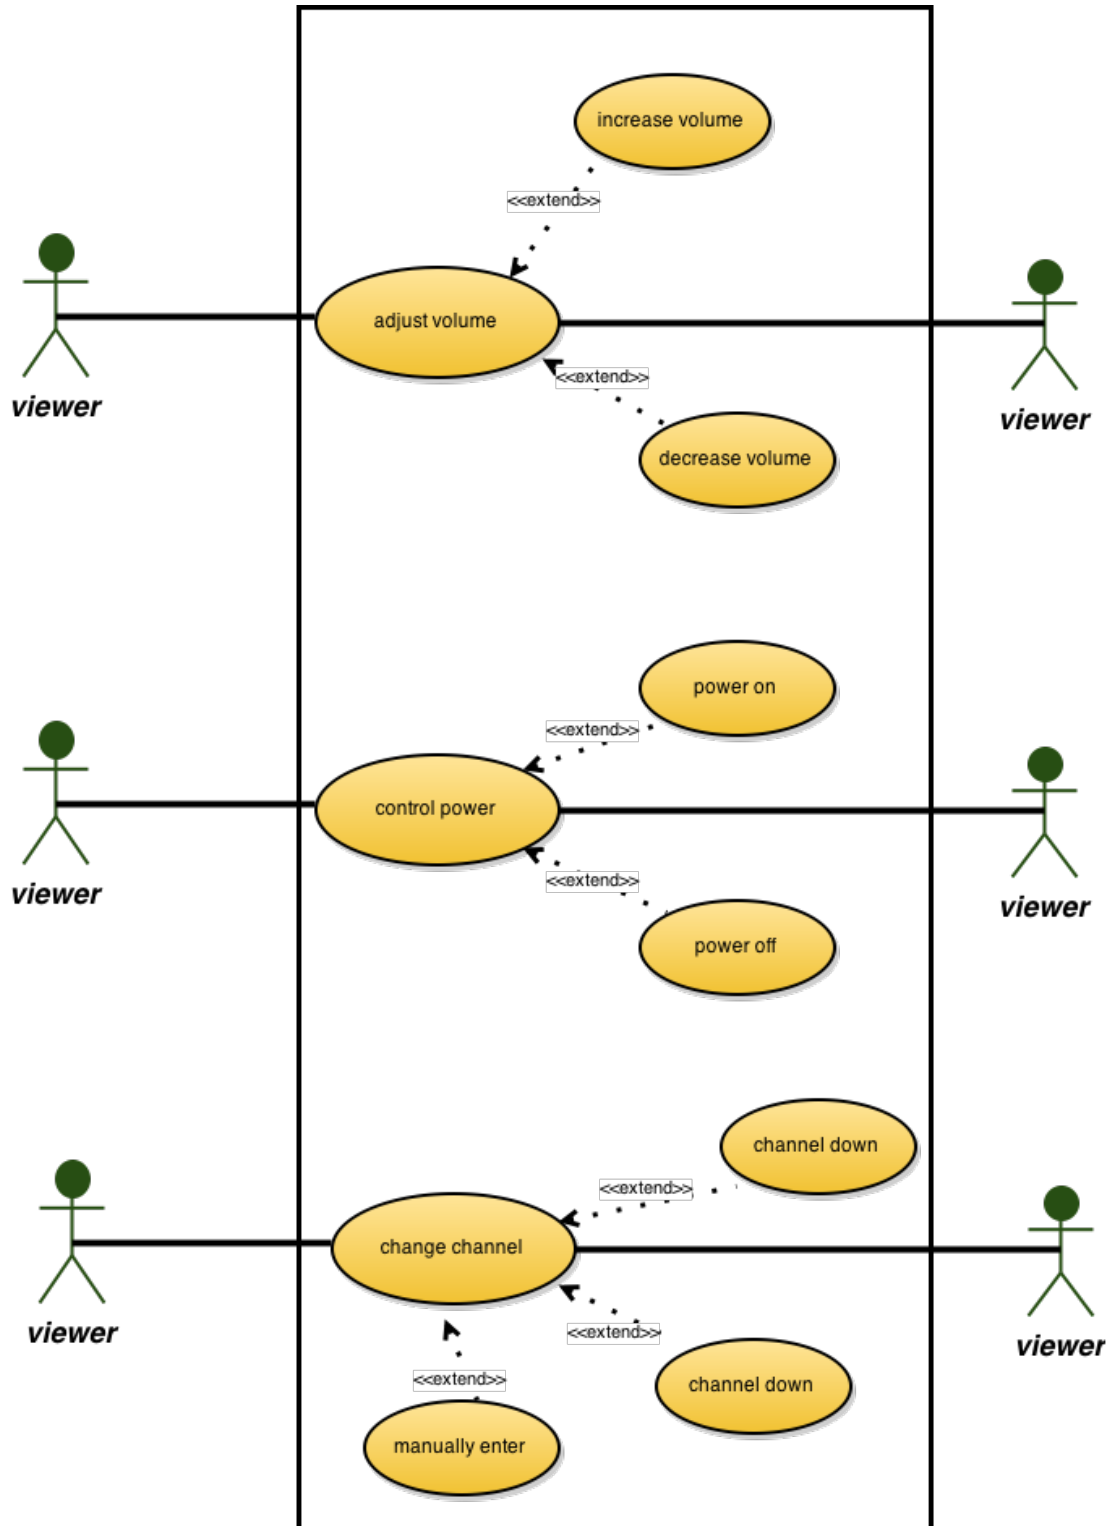 increase volume
<<extend>>
adjust volume
<<extend>>
viewer
viewer
decrease volume
power on
<<extend>>
control power
<<extend>>
viewer
viewer
power off
channel down
<<extend>>
change channel
<<extend>>
viewer
viewer
<<extend>>
channel down
manually enter